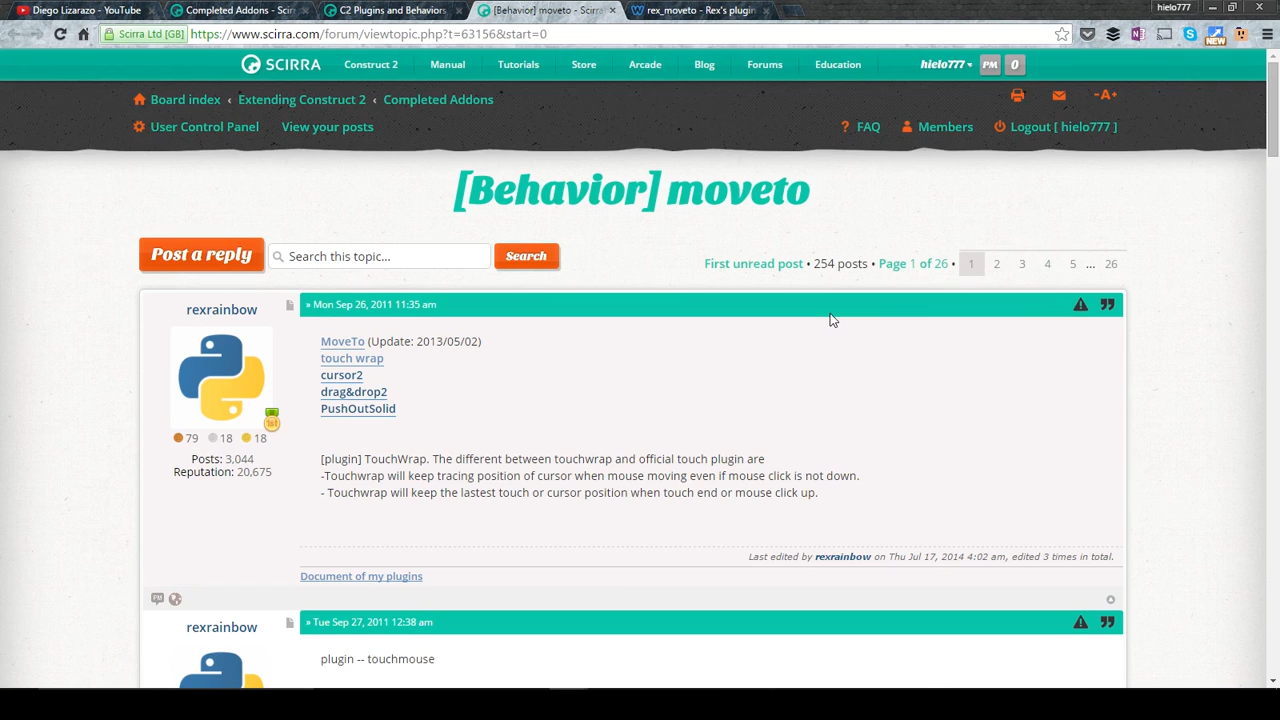 Diego Lizarazo - YouTube
Completed Addons - Scirr
C2 Plugins and Behaviors
[Behavior] moveto - Scirra
rex_moveto - Rex's plugin
hielo777
Scirra Ltd [GB]
https://www.scirra.com/forum/viewtopic.php?t=63156&start=0
NEW
SCIRRA
Construct 2
Manual
Tutorials
Store
Arcade
Blog
Forums
Education
hielo777
PM
0
Board index ‹ Extending Construct 2 ‹ Completed Addons
-A+
User Control Panel
View your posts
? FAQ
Members
Logout [ hielo777 ]
[Behavior] moveto
Post a reply
Search this topic...
Search
First unread post • 254 posts • Page 1 of 26 • 1 2 3 4 5 ... 26
rexrainbow
79 18 18
Posts: 3,044
Reputation: 20,675
» Mon Sep 26, 2011 11:35 am
MoveTo (Update: 2013/05/02)
touch wrap
cursor2
drag&drop2
PushOutSolid
[plugin] TouchWrap. The different between touchwrap and official touch plugin are
-Touchwrap will keep tracing position of cursor when mouse moving even if mouse click is not down.
- Touchwrap will keep the lastest touch or cursor position when touch end or mouse click up.
Last edited by rexrainbow on Thu Jul 17, 2014 4:02 am, edited 3 times in total.
Document of my plugins
PM
rexrainbow
» Tue Sep 27, 2011 12:38 am
plugin -- touchmouse